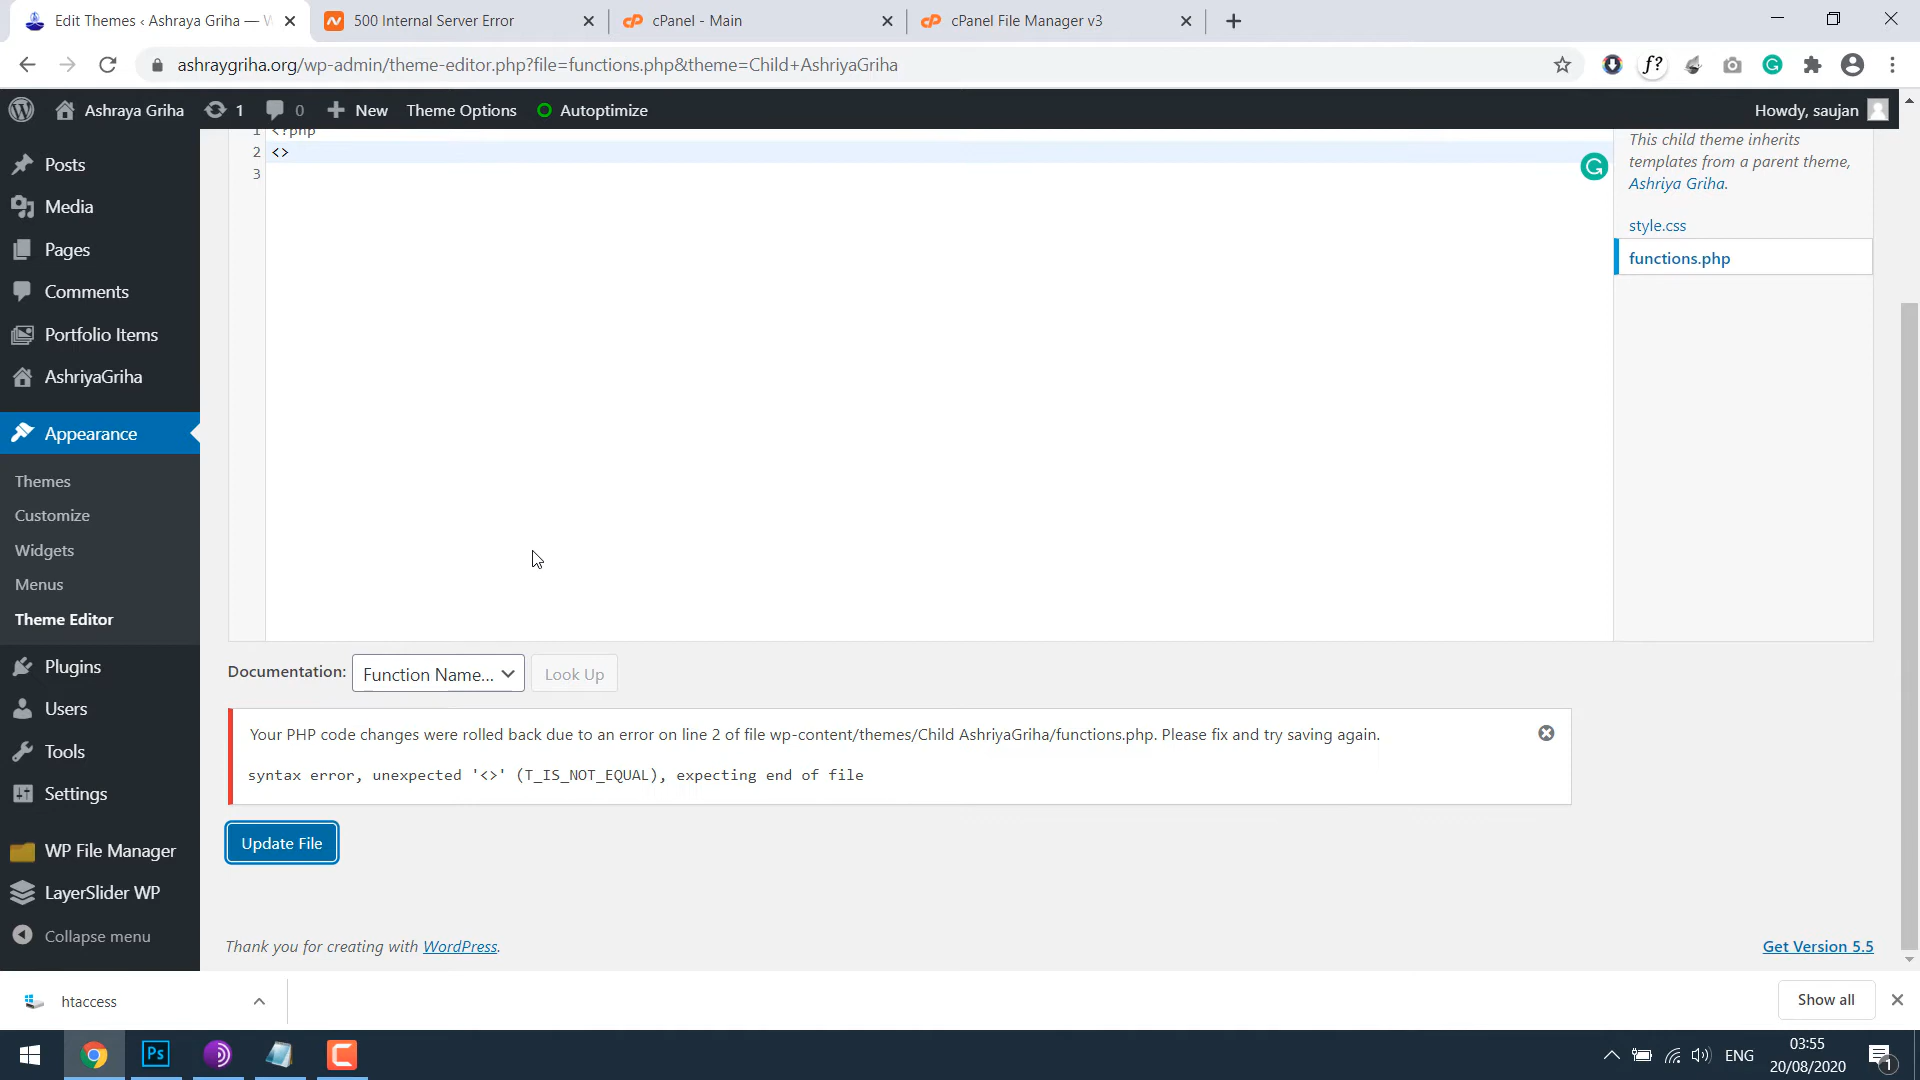 Edit Themes ‹ Ashraya Griha — W
500 Internal Server Error
cPanel - Main
cPanel File Manager v3
ashraygriha.org/wp-admin/theme-editor.php?file=functions.php&theme=Child+AshriyaGriha
f?
Ashraya Griha
1
0
New
Theme Options
Autoptimize
Howdy, saujan
Posts
Media
Pages
Comments
Portfolio Items
AshriyaGriha
Appearance
Themes
Customize
Widgets
Menus
Theme Editor
Plugins
Users
Tools
Settings
WP File Manager
LayerSlider WP
Collapse menu
1 <?php
2 <>
3
This child theme inherits
templates from a parent theme,
Ashriya Griha.
style.css
functions.php
Documentation: Function Name... Look Up
Your PHP code changes were rolled back due to an error on line 2 of file wp-content/themes/Child AshriyaGriha/functions.php. Please fix and try saving again.
syntax error, unexpected '<>' (T_IS_NOT_EQUAL), expecting end of file
Update File
Thank you for creating with WordPress.
Get Version 5.5
htaccess
Show all
Ps
ENG
03:55
20/08/2020
1